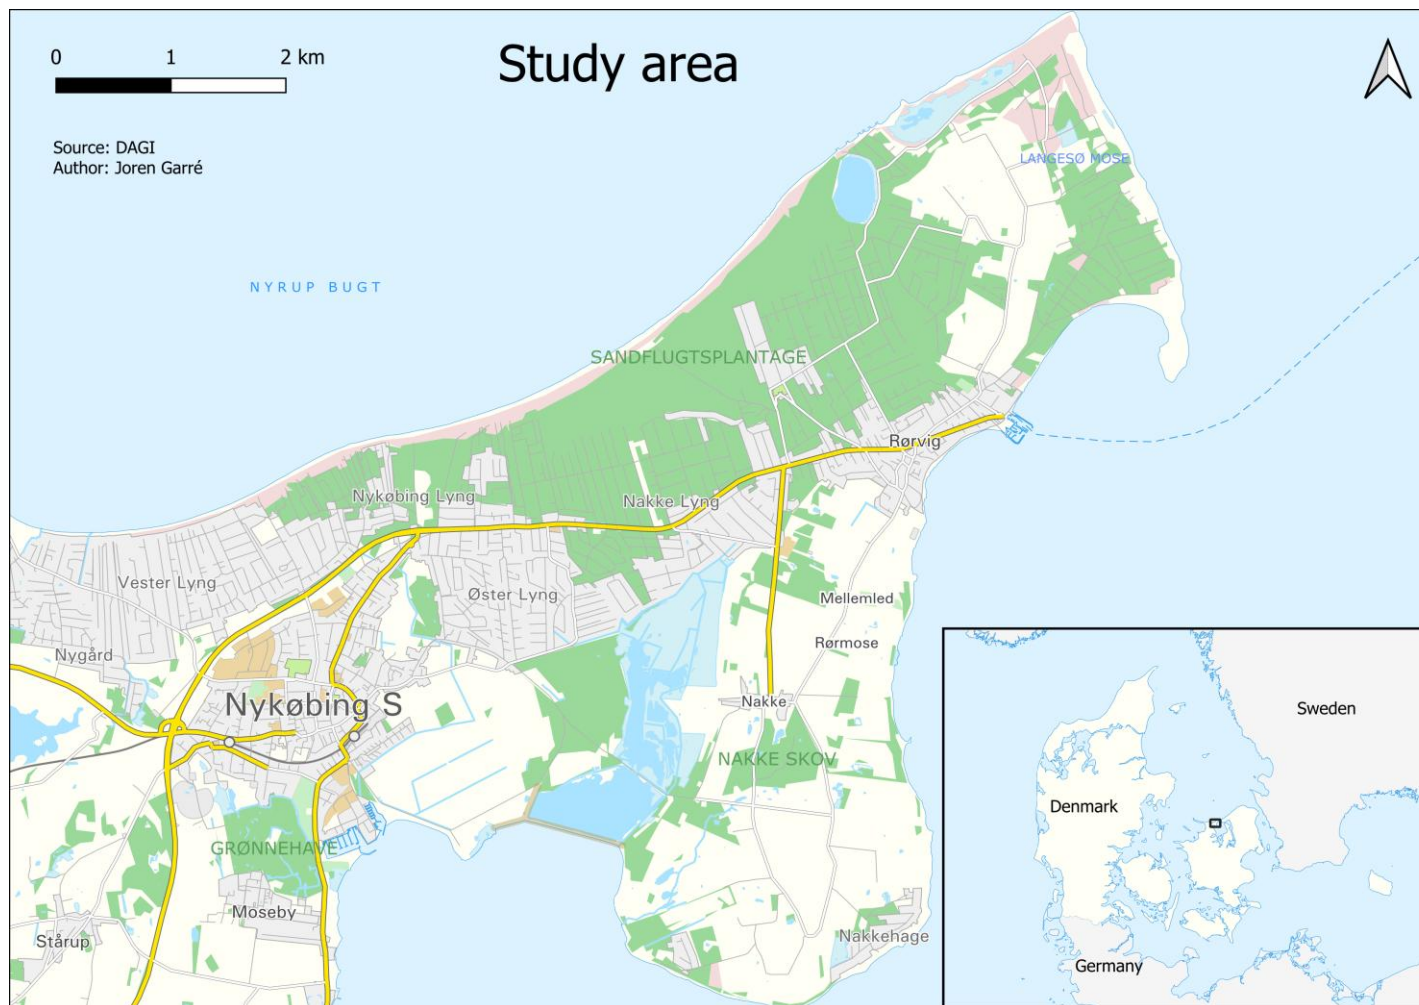 Study area
0 1 2 km
Source: DAGI
Author: Joren Garré
LANGESØ MOSE
NYRUP BUGT
SANDFLUGTSPLANTAGE
Rørvig
Nykøbing Lyng
Nakke Lyng
Vester Lyng
Øster Lyng
Mellemled
Rørmose
Nygård
Nykøbing S
Nakke
NAKKE SKOV
GRØNNEHAVE
Moseby
Stårup
Nakkehage
Sweden
Denmark
Germany